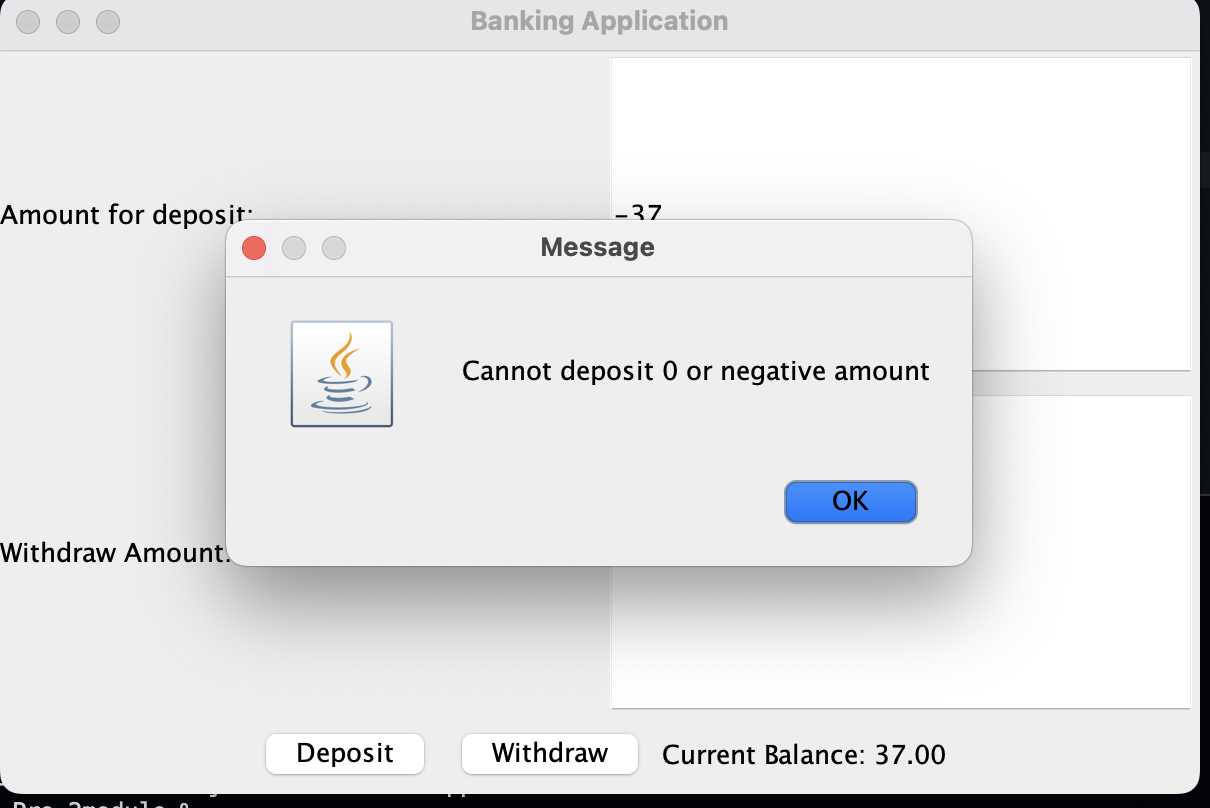 Banking Application
Amount for deposit:
-37
Message
Cannot deposit 0 or negative amount
OK
Withdraw Amount:
Deposit
Withdraw
Current Balance: 37.00